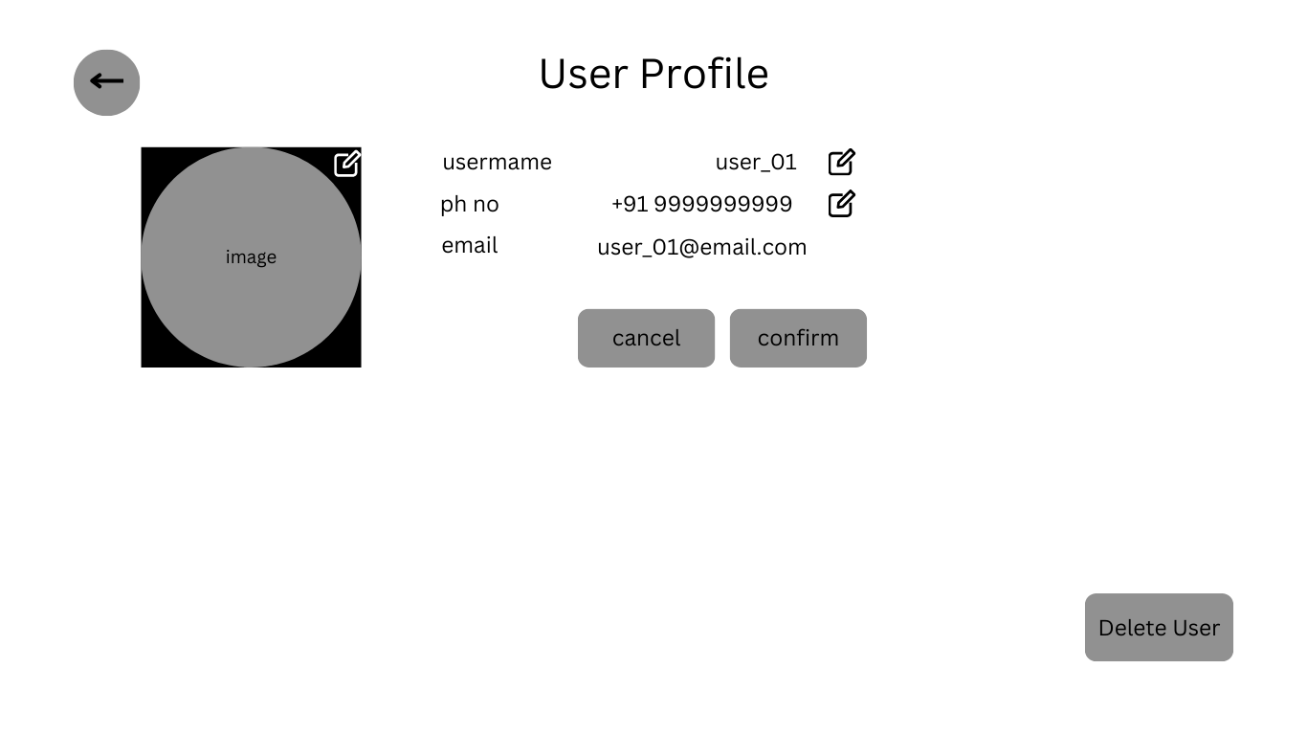 User Profile
image
usermame user_01
ph no +91 9999999999
email user_01@email.com
cancel confirm
Delete User